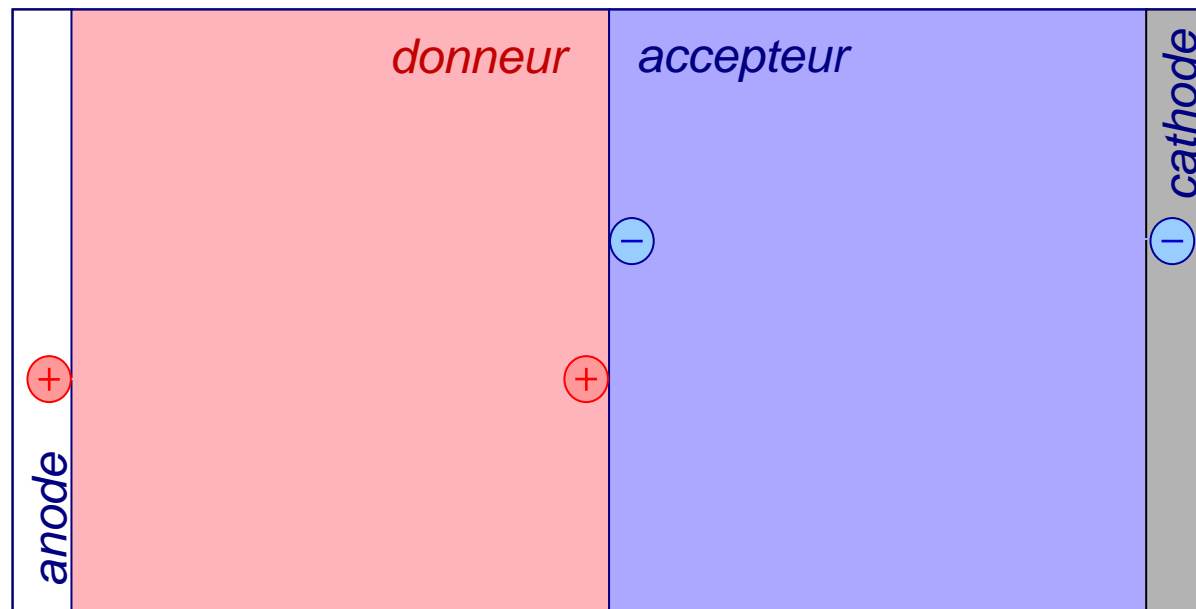 donneur
accepteur
cathode
−
−
+
+
anode